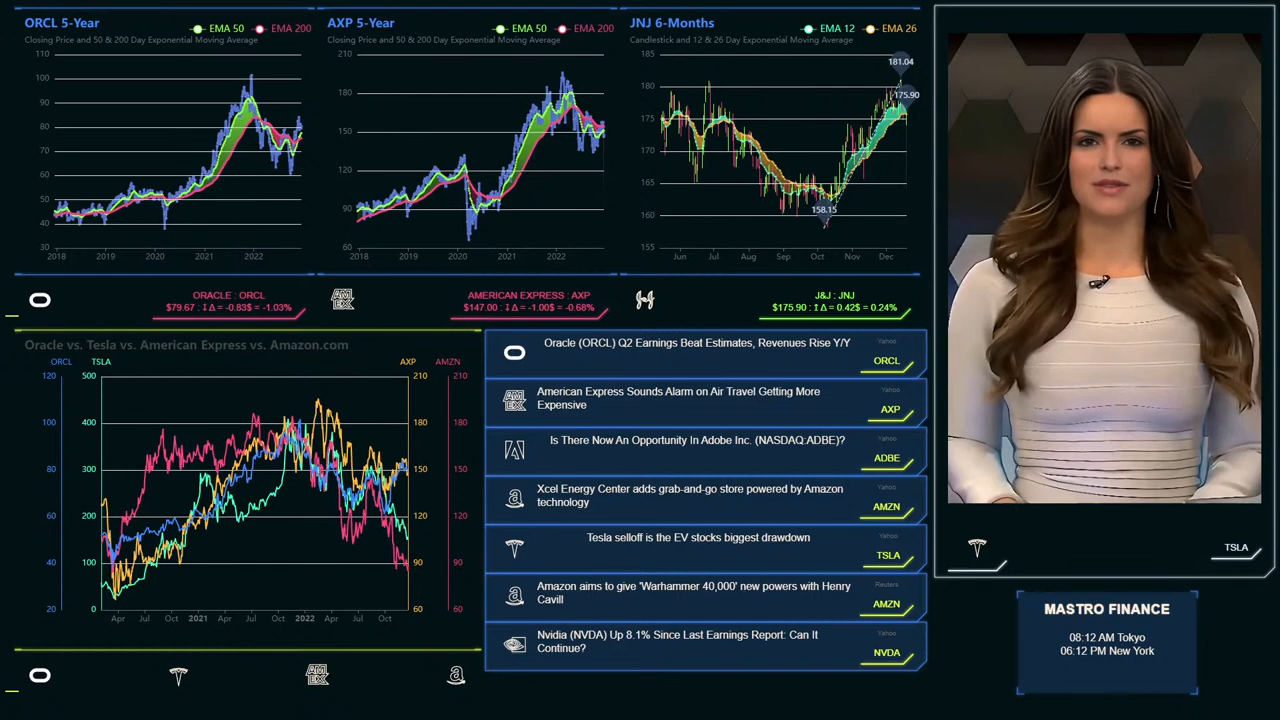 ORCL 5-Year
EMA 50
EMA 200
Closing Price and 50 & 200 Day Exponential Moving Average
110
100
90
80
70
60
50
40
30
2018
2019
2020
2021
2022
AXP 5-Year
EMA 50
EMA 200
Closing Price and 50 & 200 Day Exponential Moving Average
210
180
150
120
90
60
2018
2019
2020
2021
2022
JNJ 6-Months
EMA 12
EMA 26
Candlestick and 12 & 26 Day Exponential Moving Average
185
180
175
170
165
160
155
181.04
175.90
158.15
Jun
Jul
Aug
Sep
Oct
Nov
Dec
ORACLE : ORCL
$79.67 : ↧ Δ = -0.83$ = -1.03%
AMEX
AMERICAN EXPRESS : AXP
$147.00 : ↧ Δ = -1.00$ = -0.68%
J&J : JNJ
$175.90 : ↥ Δ = 0.42$ = 0.24%
Oracle vs. Tesla vs. American Express vs. Amazon.com
ORCL
TSLA
AXP
AMZN
120
100
80
60
40
20
500
400
300
200
100
0
210
180
150
120
90
60
210
180
150
120
90
60
Apr
Jul
Oct
2021
Apr
Jul
Oct
2022
Apr
Jul
Oct
AMEX
Oracle (ORCL) Q2 Earnings Beat Estimates, Revenues Rise Y/Y
Yahoo
ORCL
AMEX
American Express Sounds Alarm on Air Travel Getting More
Expensive
Yahoo
AXP
Is There Now An Opportunity In Adobe Inc. (NASDAQ:ADBE)?
Yahoo
ADBE
Xcel Energy Center adds grab-and-go store powered by Amazon
technology
Yahoo
AMZN
Tesla selloff is the EV stocks biggest drawdown
Yahoo
TSLA
Amazon aims to give 'Warhammer 40,000' new powers with Henry
Cavill
Reuters
AMZN
Nvidia (NVDA) Up 8.1% Since Last Earnings Report: Can It
Continue?
Yahoo
NVDA
TSLA
MASTRO FINANCE
08:12 AM Tokyo
06:12 PM New York